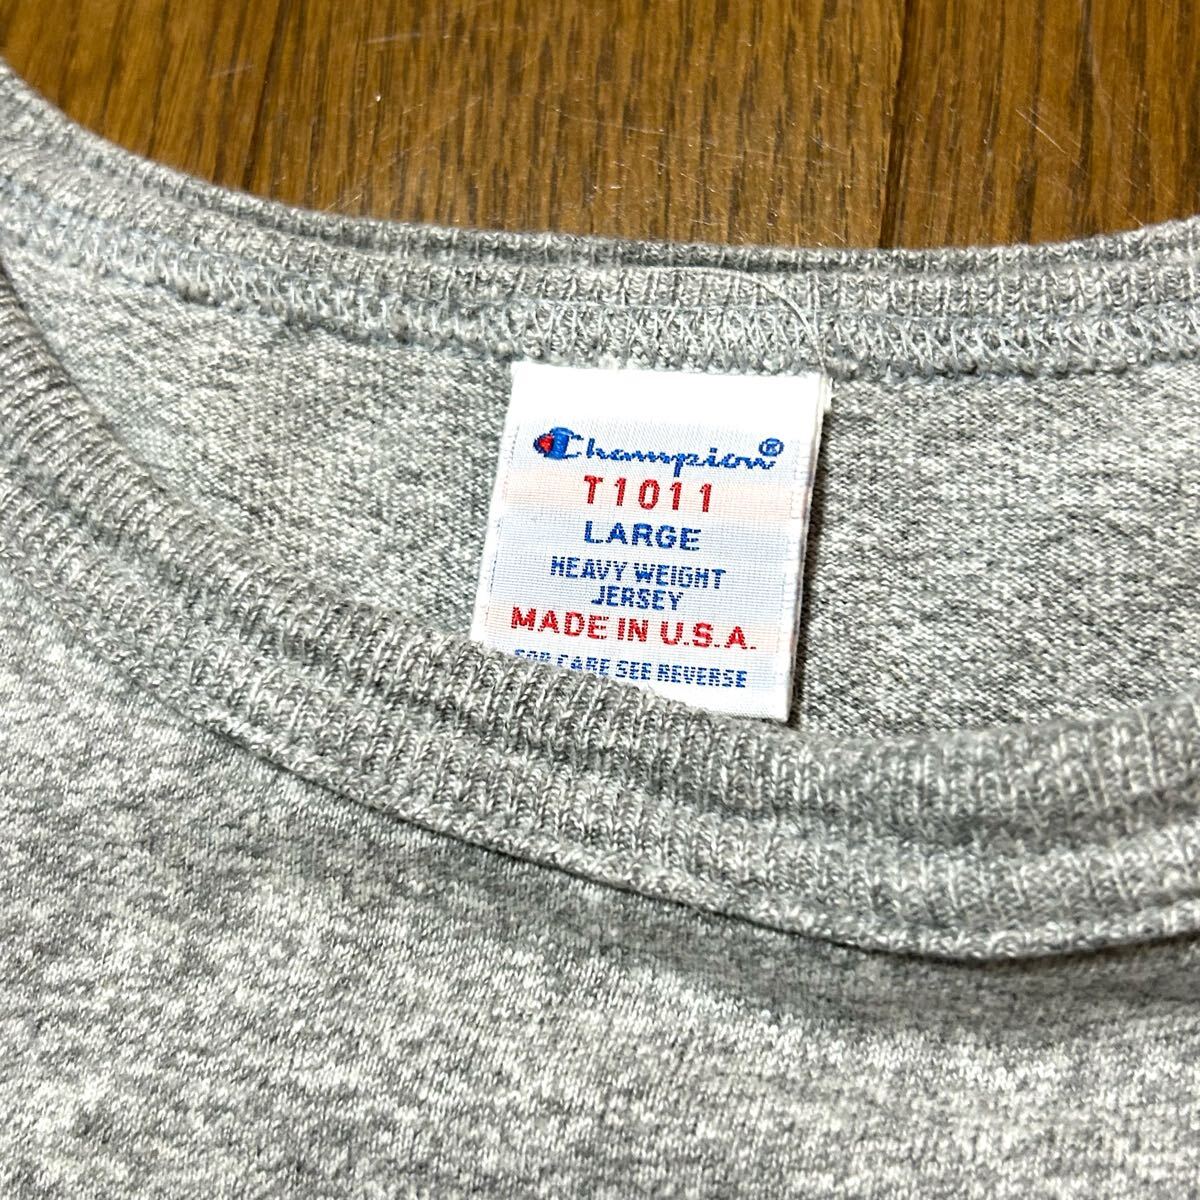 Champion®
T1011
LARGE
HEAVY WEIGHT
JERSEY
MADE IN U.S.A.
FOR CARE SEE REVERSE